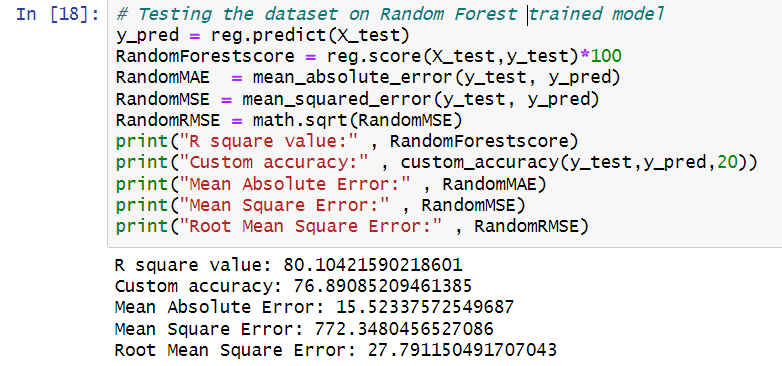 In [18]: # Testing the dataset on Random Forest trained model
y_pred = reg.predict(X_test)
RandomForestscore = reg.score(X_test,y_test)*100
RandomMAE  = mean_absolute_error(y_test, y_pred)
RandomMSE = mean_squared_error(y_test, y_pred)
RandomRMSE = math.sqrt(RandomMSE)
print("R square value:" , RandomForestscore)
print("Custom accuracy:" , custom_accuracy(y_test,y_pred,20))
print("Mean Absolute Error:" , RandomMAE)
print("Mean Square Error:" , RandomMSE)
print("Root Mean Square Error:" , RandomRMSE)
R square value: 80.10421590218601
Custom accuracy: 76.89085209461385
Mean Absolute Error: 15.52337572549687
Mean Square Error: 772.3480456527086
Root Mean Square Error: 27.791150491707043